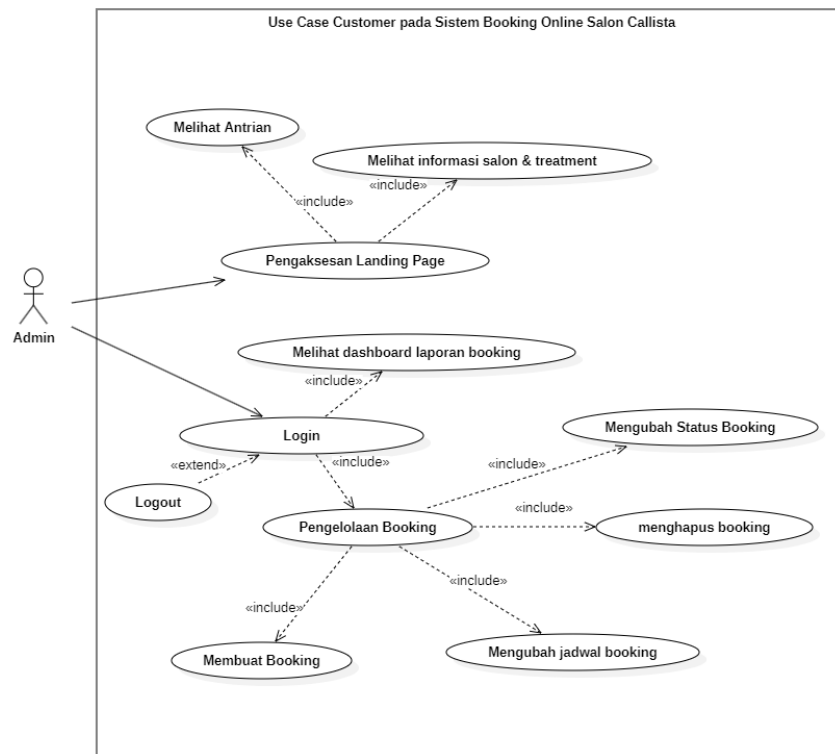 Use Case Customer pada Sistem Booking Online Salon Callista
Melihat Antrian
Melihat informasi salon & treatment
«include»
«include»
Pengaksesan Landing Page
Admin
Melihat dashboard laporan booking
«include»
Login
Mengubah Status Booking
«extend»
«include»
«include»
Logout
Pengelolaan Booking
«include»
menghapus booking
«include»
«include»
Membuat Booking
Mengubah jadwal booking